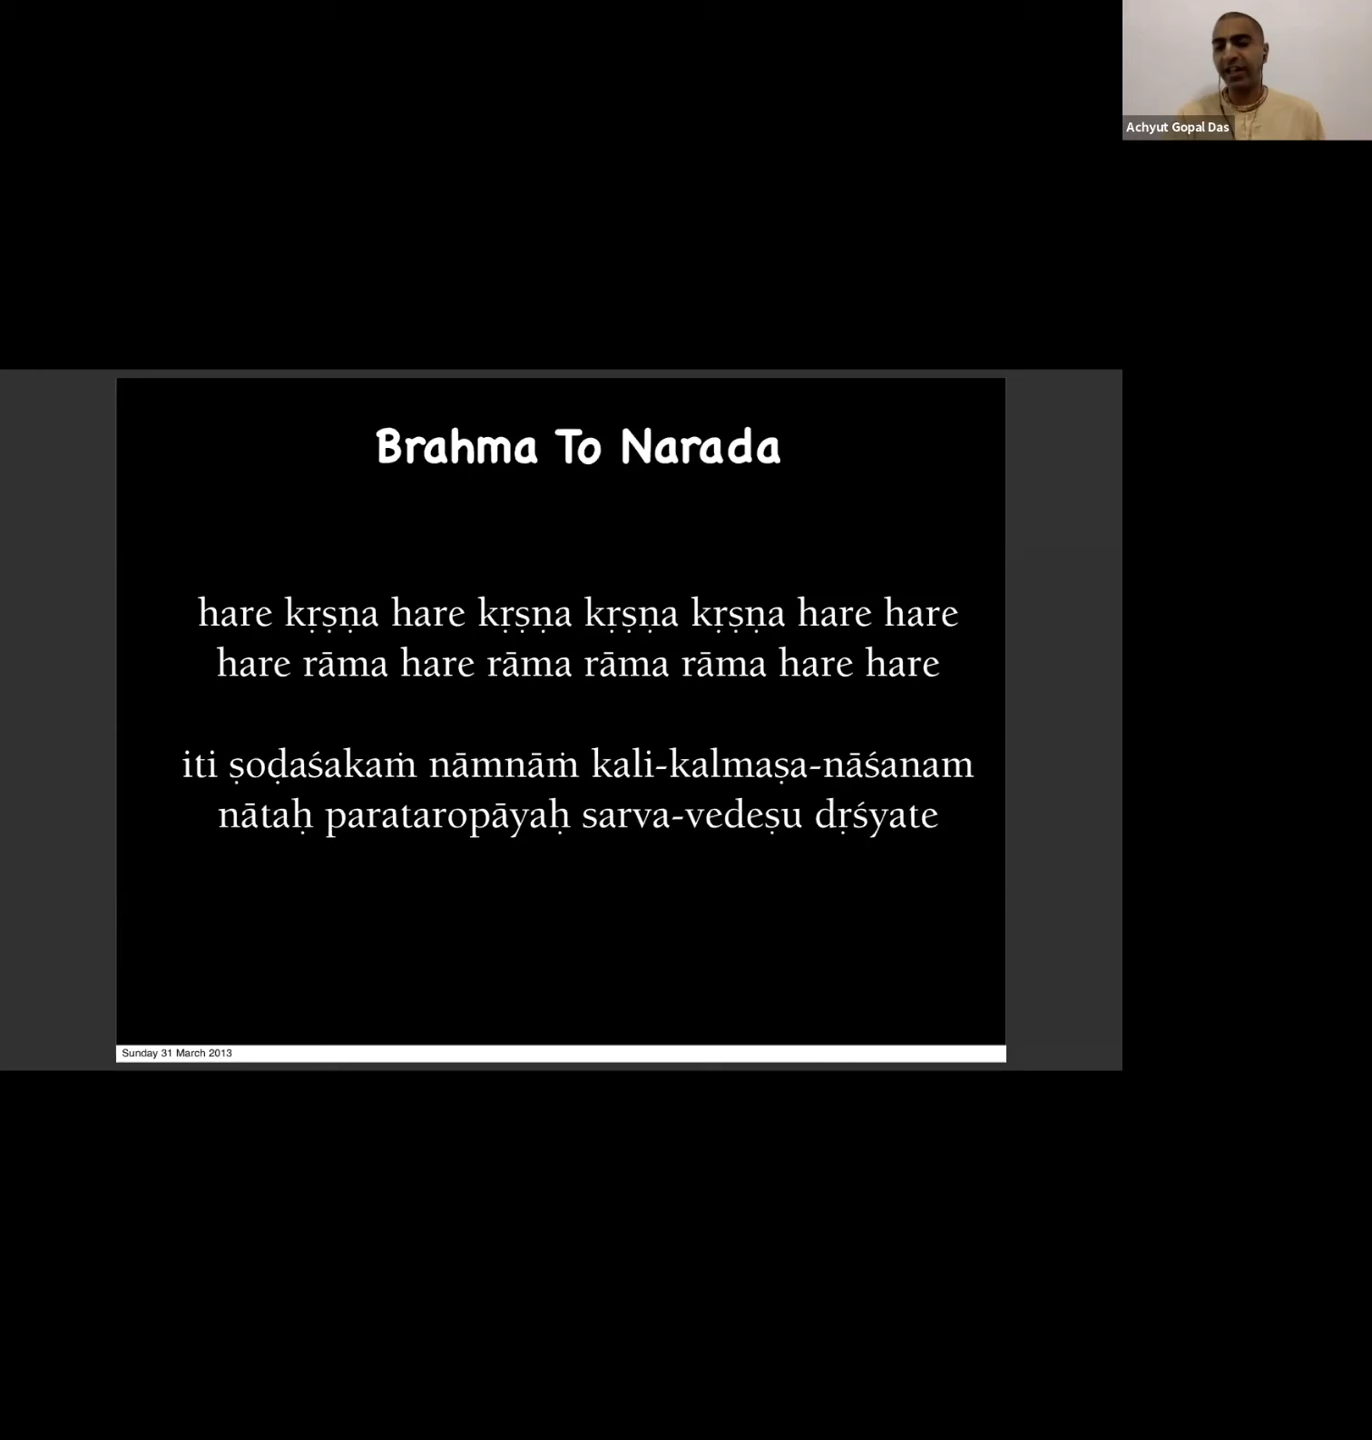 Achyut Gopal Das
Brahma To Narada
hare kṛṣṇa hare kṛṣṇa kṛṣṇa kṛṣṇa hare hare
hare rāma hare rāma rāma rāma hare hare
iti ṣoḍaśakaṁ nāmnāṁ kali-kalmaṣa-nāśanam
nātaḥ parataropāyaḥ sarva-vedeṣu dṛśyate
Sunday 31 March 2013